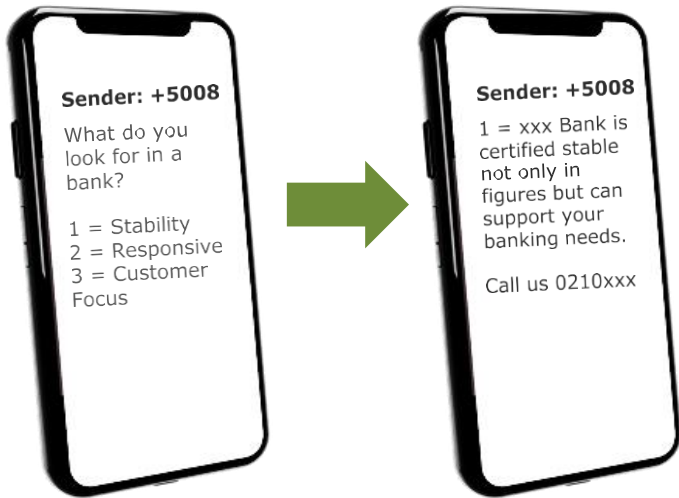 Sender: +5008
What do you
look for in a
bank?
1 = Stability
2 = Responsive
3 = Customer
Focus
Sender: +5008
1 = xxx Bank is
certified stable
not only in
figures but can
support your
banking needs.
Call us 0210xxx